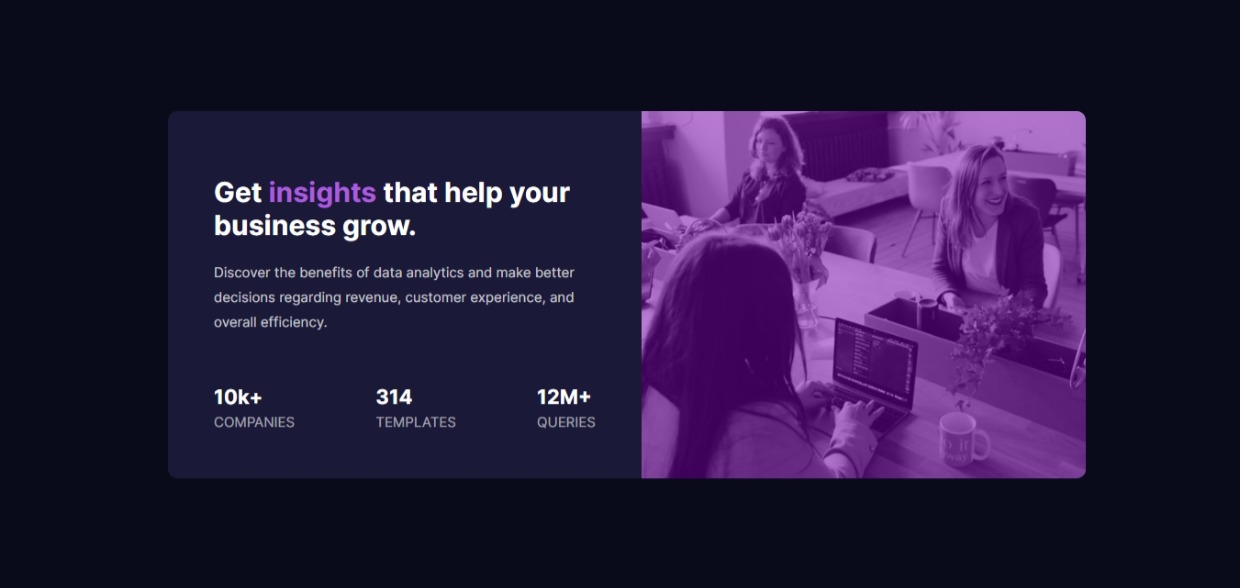 Get insights that help your
business grow.
Discover the benefits of data analytics and make better
decisions regarding revenue, customer experience, and
overall efficiency.
10k+ 314 12M+
COMPANIES TEMPLATES QUERIES